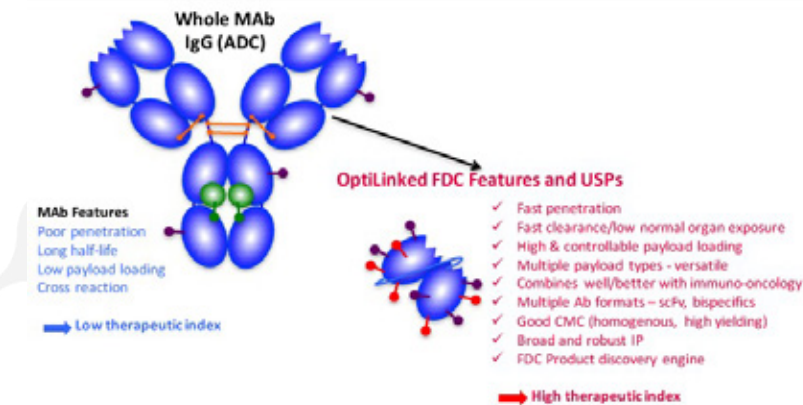 Whole MAb
IgG (ADC)
MAb Features
Poor penetration
Long half-life
Low payload loading
Cross reaction
Low therapeutic index
OptiLinked FDC Features and USPs
✓ Fast penetration
✓ Fast clearance/low normal organ exposure
✓ High & controllable payload loading
✓ Multiple payload types - versatile
✓ Combines well/better with immuno-oncology
✓ Multiple Ab formats – scFv, bispecifics
✓ Good CMC (homogenous, high yielding)
✓ Broad and robust IP
✓ FDC Product discovery engine
High therapeutic index